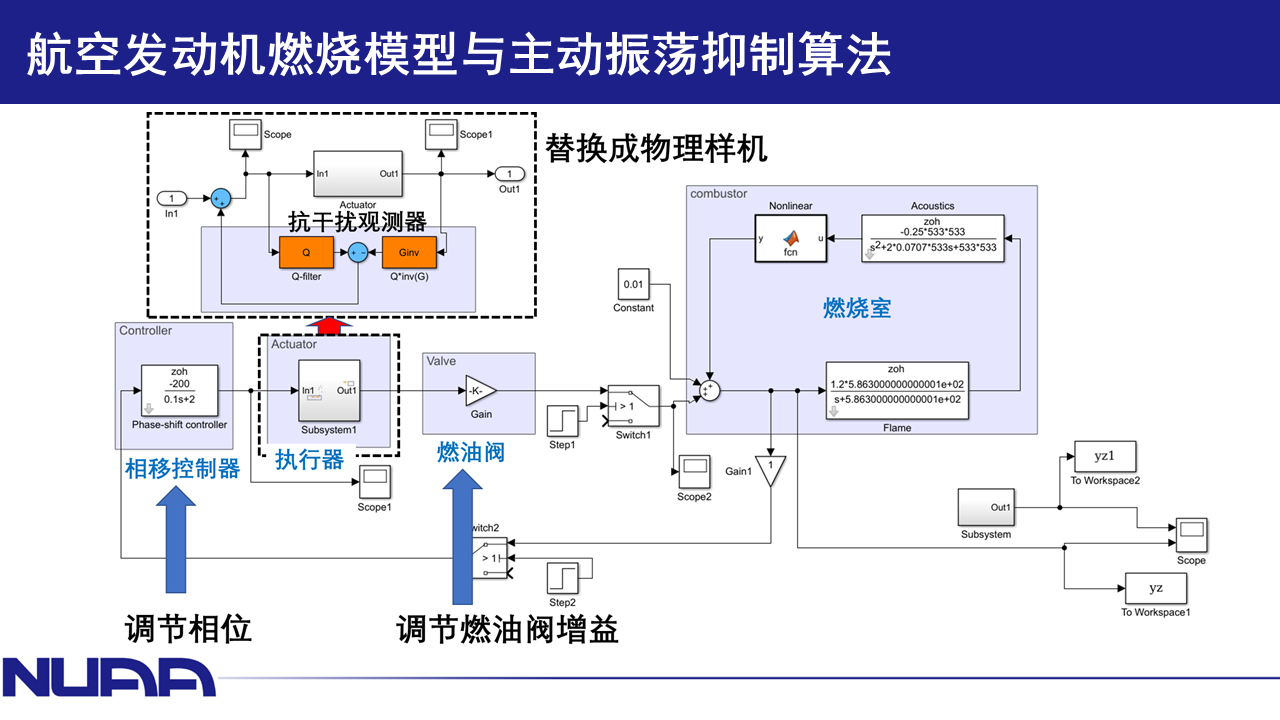 航空发动机燃烧模型与主动振荡抑制算法
Scope
Scope1
替换成物理样机
In1
Out1
1
Out1
Actuator
1
In1
抗干扰观测器
Q
Q-filter
Ginv
Q*inv(G)
combustor
Nonlinear
y
u
fcn
Acoustics
zoh
-0.25*533*533
s2+2*0.0707*533s+533*533
0.01
Constant
燃烧室
Controller
zoh
-200
0.1s+2
Phase-shift controller
Actuator
In1
Out1
Subsystem1
Valve
-K-
Gain
Step1
> 1
Switch1
zoh
1.2*5.863000000000001e+02
s+5.863000000000001e+02
Flame
相移控制器
执行器
燃油阀
Scope1
Scope2
Gain1
1
yz1
To Workspace2
Out1
Subsystem
Scope
witch2
> 1
Step2
yz
To Workspace1
调节相位
调节燃油阀增益
NUAA